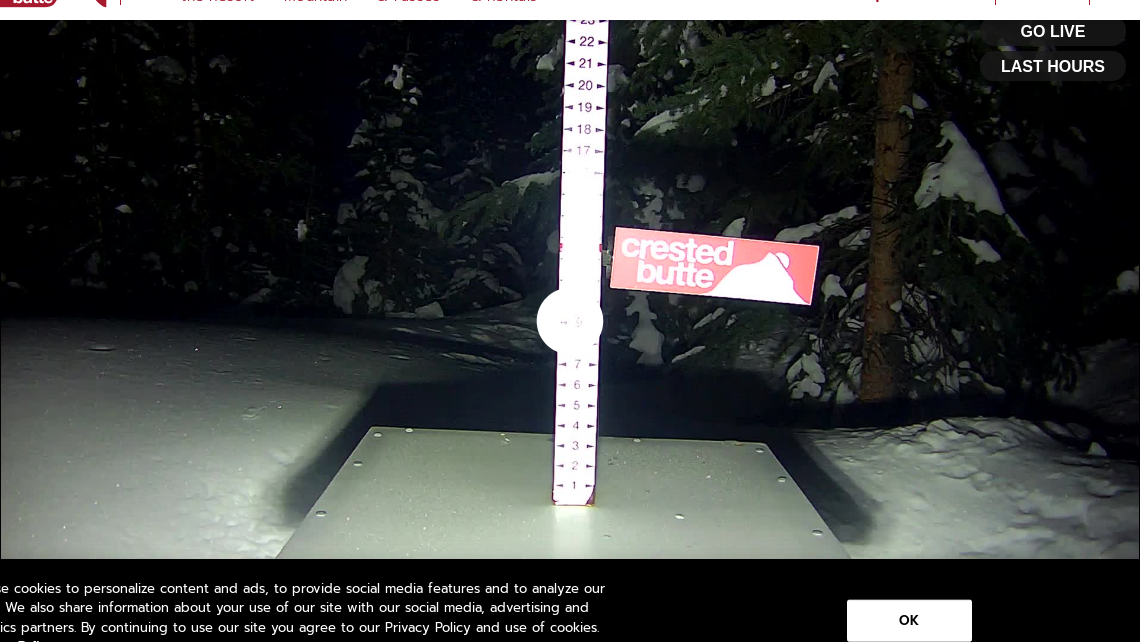 GO LIVE
LAST HOURS
22
21
20
19
18
17
crested
butte
9
7
6
5
4
3
2
1
cookies to personalize content and ads, to provide social media features and to analyze our
We also share information about your use of our site with our social media, advertising and
partners. By continuing to use our site you agree to our Privacy Policy and use of cookies.
OK